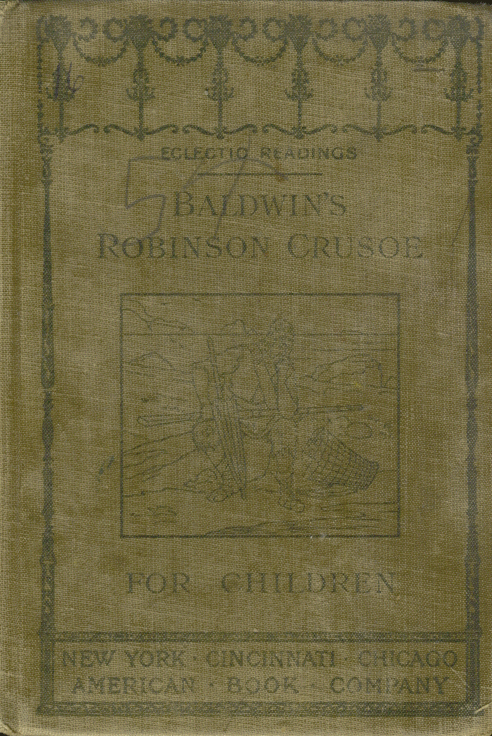 ECLECTIC READINGS
BALDWIN'S
ROBINSON CRUSOE
FOR CHILDREN
NEW YORK · CINCINNATI · CHICAGO
AMERICAN · BOOK · COMPANY